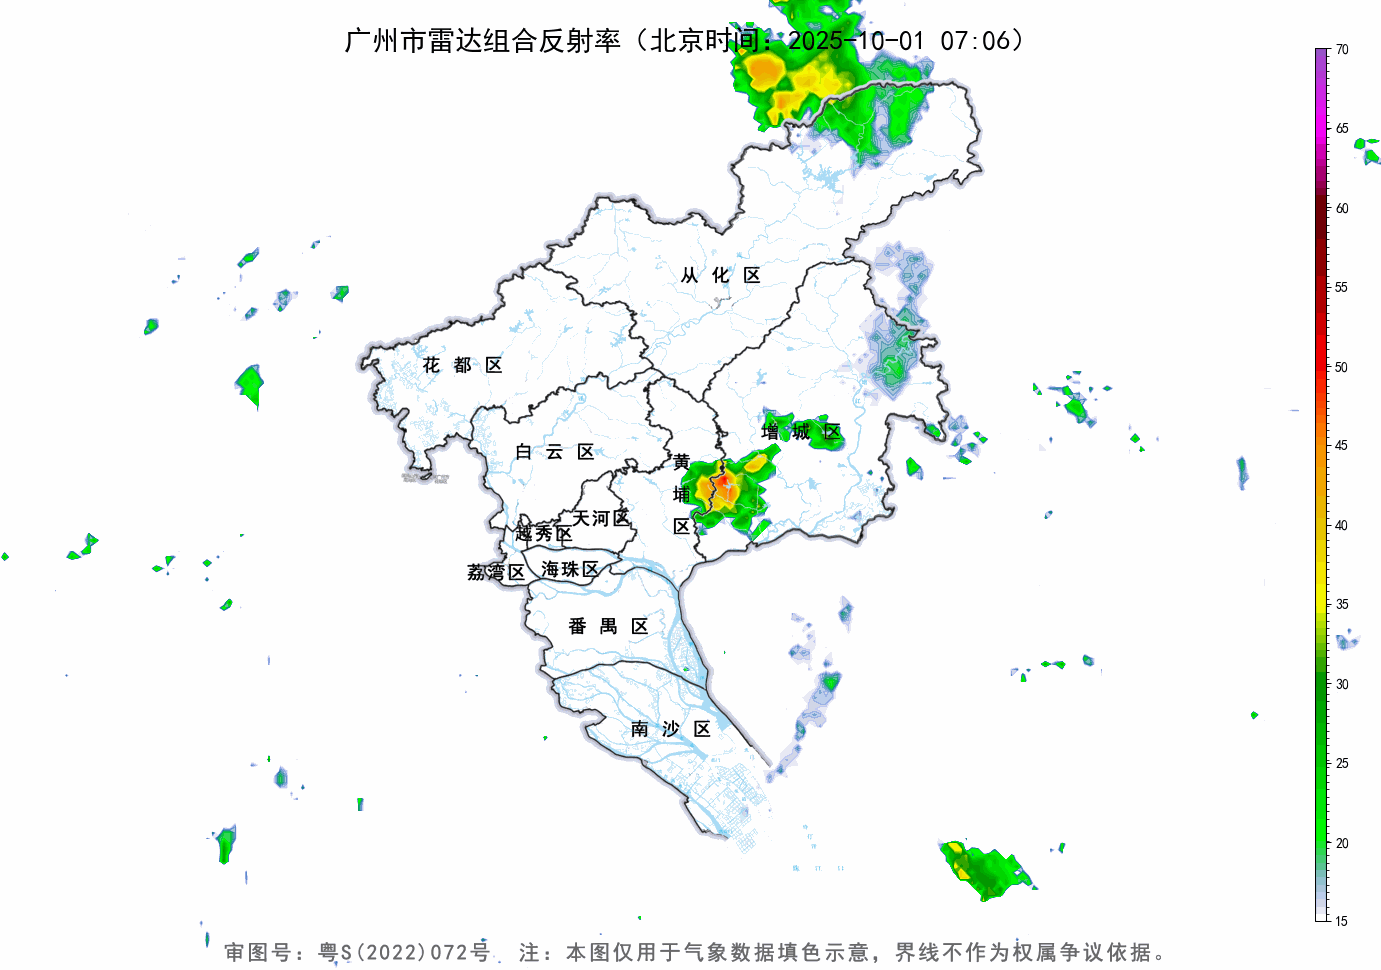 广州市雷达组合反射率（北京时间：2025-10-01 07:06）
70
65
60
55
50
45
40
35
30
25
20
15
从化区
花都区
增城区
白云区
黄埔区
天河区
越秀区
荔湾区
海珠区
番禺区
南沙区
审图号：粤S(2022)072号 注：本图仅用于气象数据填色示意，界线不作为权属争议依据。